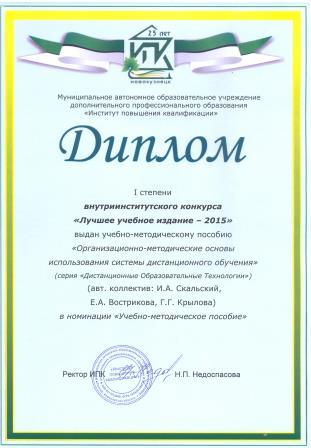 25 лет
ИПК
новокузнецк
Муниципальное автономное образовательное учреждение
дополнительного профессионального образования
«Институт повышения квалификации»
Диплом
I степени
внутриинститутского конкурса
«Лучшее учебное издание – 2015»
выдан учебно-методическому пособию
«Организационно-методические основы
использования системы дистанционного обучения»
(серия «Дистанционные Образовательные Технологии»)
(авт. коллектив: И.А. Скальский,
Е.А. Вострикова, Г.Г. Крылова)
в номинации «Учебно-методическое пособие»
Ректор ИПК Н.П. Недоспасова